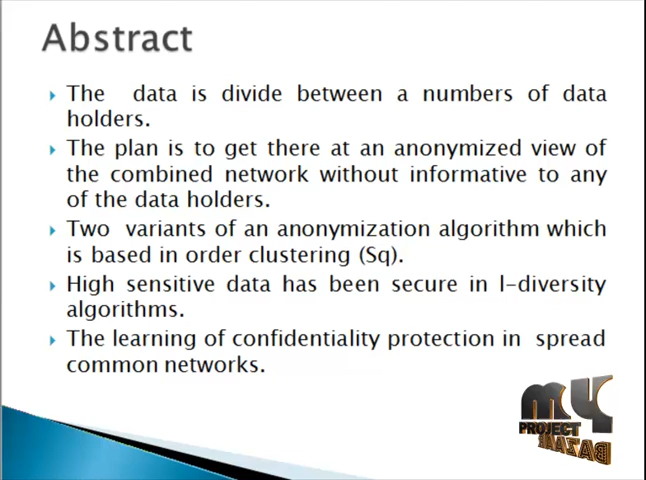 Abstract
The data is divide between a numbers of data
holders.
The plan is to get there at an anonymized view of
the combined network without informative to any
of the data holders.
Two variants of an anonymization algorithm which
is based in order clustering (Sq).
High sensitive data has been secure in l-diversity
algorithms.
The learning of confidentiality protection in spread
common networks.
my
PROJECT
BAZAAR